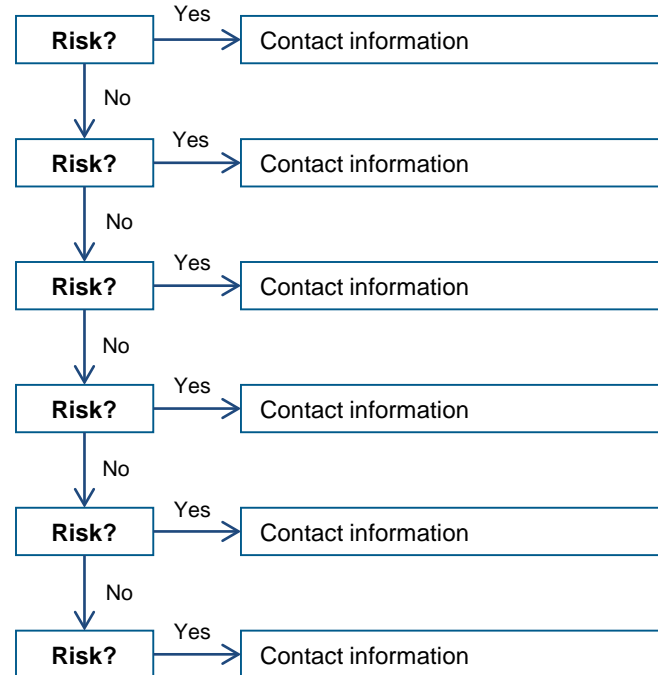 Yes
Risk?
Contact information
No
Yes
Risk?
Contact information
No
Yes
Risk?
Contact information
No
Yes
Risk?
Contact information
No
Yes
Risk?
Contact information
No
Yes
Risk?
Contact information